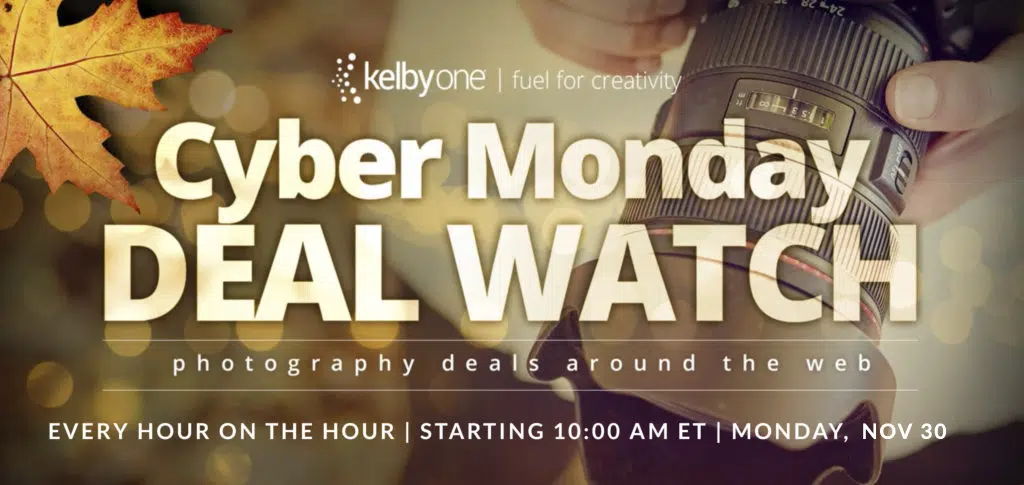 kelbyone | fuel for creativity
Cyber Monday
DEAL WATCH
photography deals around the web
EVERY HOUR ON THE HOUR | STARTING 10:00 AM ET | MONDAY, NOV 30